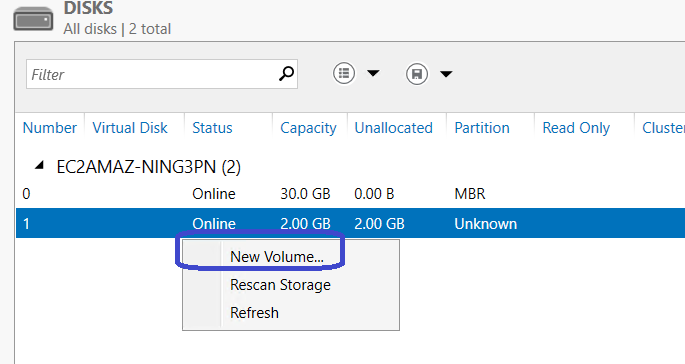 DISKS
All disks | 2 total
Filter
Number Virtual Disk Status Capacity Unallocated Partition Read Only Cluster
EC2AMAZ-NING3PN (2)
0 Online 30.0 GB 0.00 B MBR
1 Online 2.00 GB 2.00 GB Unknown
New Volume...
Rescan Storage
Refresh